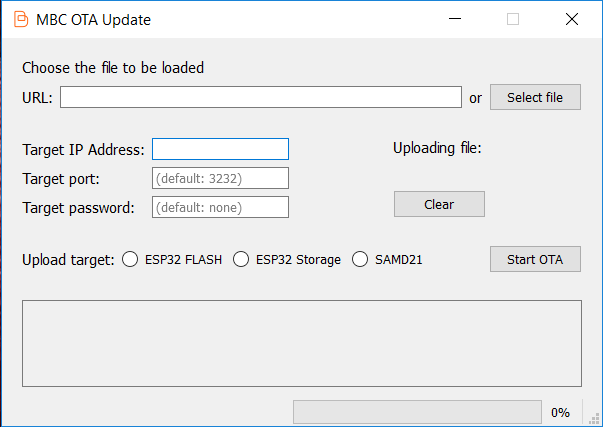 MBC OTA Update
Choose the file to be loaded
URL: or Select file
Target IP Address: Uploading file:
Target port: (default: 3232)
Target password: (default: none) Clear
Upload target: ESP32 FLASH ESP32 Storage SAMD21 Start OTA
0%